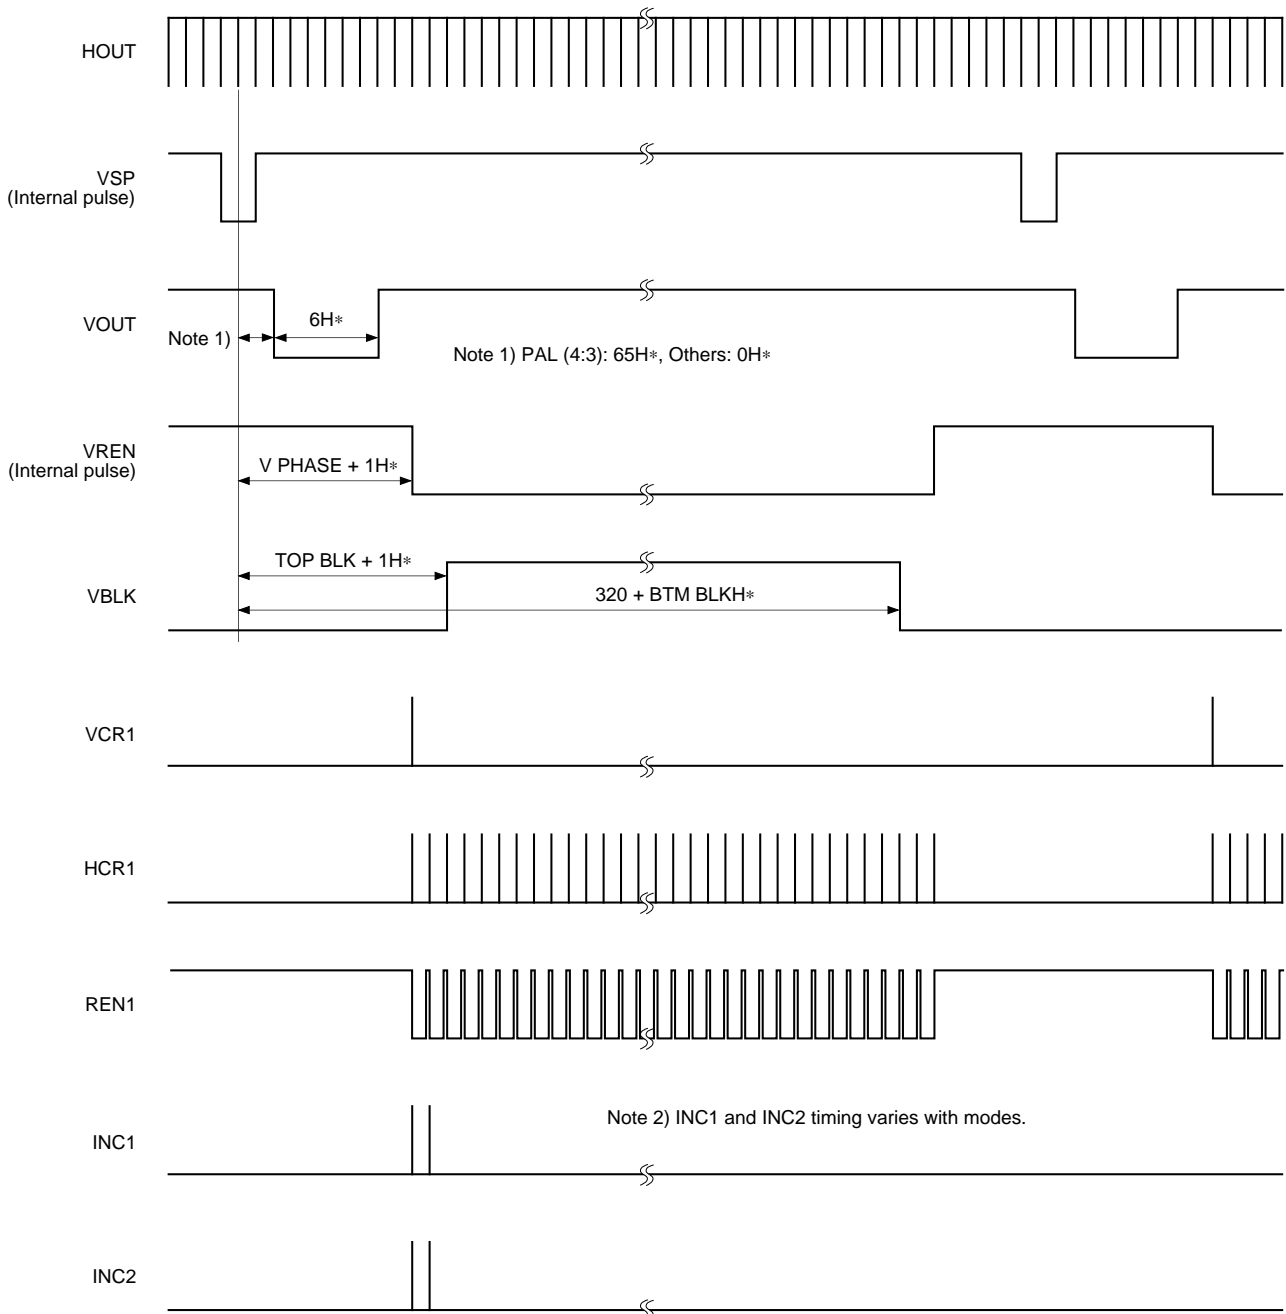 HOUT
VSP
(Internal pulse)
VOUT
Note 1)
6H*
Note 1) PAL (4:3): 65H*, Others: 0H*
VREN
(Internal pulse)
V PHASE + 1H*
TOP BLK + 1H*
VBLK
320 + BTM BLKH*
VCR1
HCR1
REN1
Note 2) INC1 and INC2 timing varies with modes.
INC1
INC2